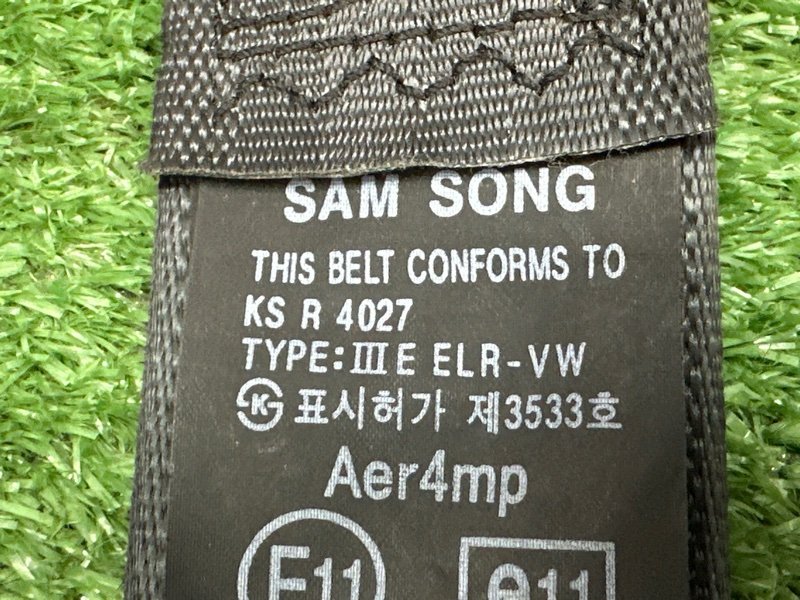 SAM SONG
THIS BELT CONFORMS TO
KS R 4027
TYPE:ⅢE ELR-VW
㉿ 표시허가 제3533호
Aer4mp
E11 e11